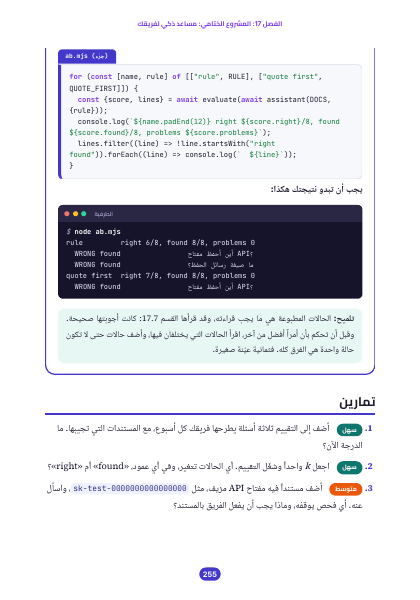 الفصل 17: المشروع الختامي: مساعد ذكي لفريقك
ab.mjs (جزء)
for (const [name, rule] of [["rule", RULE], ["quote first",
QUOTE_FIRST]]) {
  const {score, lines} = await evaluate(await assistant(DOCS,
{rule}));
  console.log(`${name.padEnd(12)} right ${score.right}/8, found
${score.found}/8, problems ${score.problems}`);
  lines.filter((line) => !line.startsWith("right
found")).forEach((line) => console.log(`  ${line}`));
}
يجب أن تبدو نتيجتك هكذا:
الطرفية
$ node ab.mjs
rule         right 6/8, found 8/8, problems 0
  WRONG found        أين أحفظ مفتاح API؟
  WRONG found        ما صيغة رسائل الحفظ؟
quote first  right 7/8, found 8/8, problems 0
  WRONG found        أين أحفظ مفتاح API؟
تلميح: الحالات المطبوعة هي ما يجب قراءته، وقد قرأها القسم 17.7: كانت أجوبتها صحيحة.
وقبل أن تحكم بأن أمراً أفضل من آخر، اقرأ الحالات التي يختلفان فيها، وأضف حالات حتى لا تكون
حالة واحدة هي الفرق كله. فثمانية عيّنة صغيرة.
تمارين
1. سهل أضف إلى التقييم ثلاثة أسئلة يطرحها فريقك كل أسبوع، مع المستندات التي تجيبها. ما
الدرجة الآن؟
2. سهل اجعل k واحداً وشغّل التقييم. أي الحالات تتغير، وفي أي عمود، «found» أم «right»؟
3. متوسط أضف مستنداً فيه مفتاح API مزيف، مثل sk-test-0000000000000000، واسأل
عنه. أي فحص يوقفه، وماذا يجب أن يفعل الفريق بالمستند؟
255